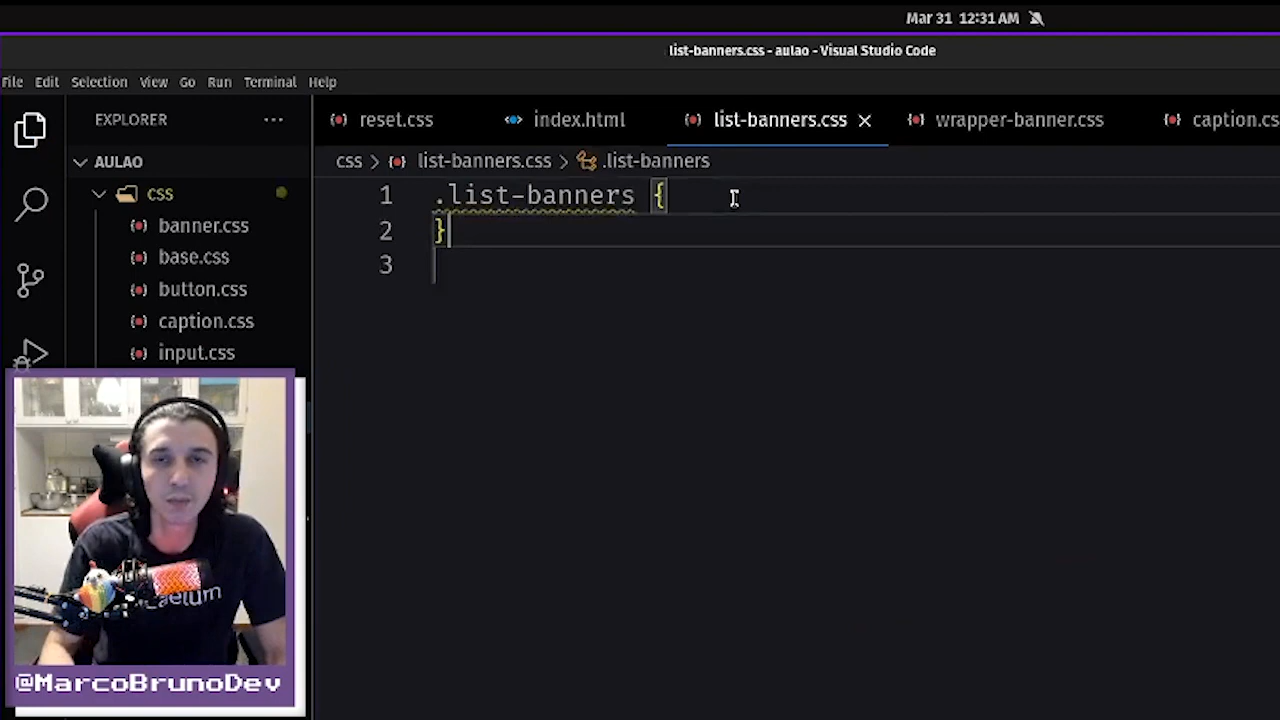 Mar 31 12:31 AM
list-banners.css - aulao - Visual Studio Code
File Edit Selection View Go Run Terminal Help
EXPLORER ...
reset.css index.html list-banners.css wrapper-banner.css caption.cs
AULAO
css > list-banners.css > .list-banners
css
1 .list-banners {
banner.css
2 }
base.css
3
button.css
caption.css
input.css
Caelum
@MarcoBrunoDev